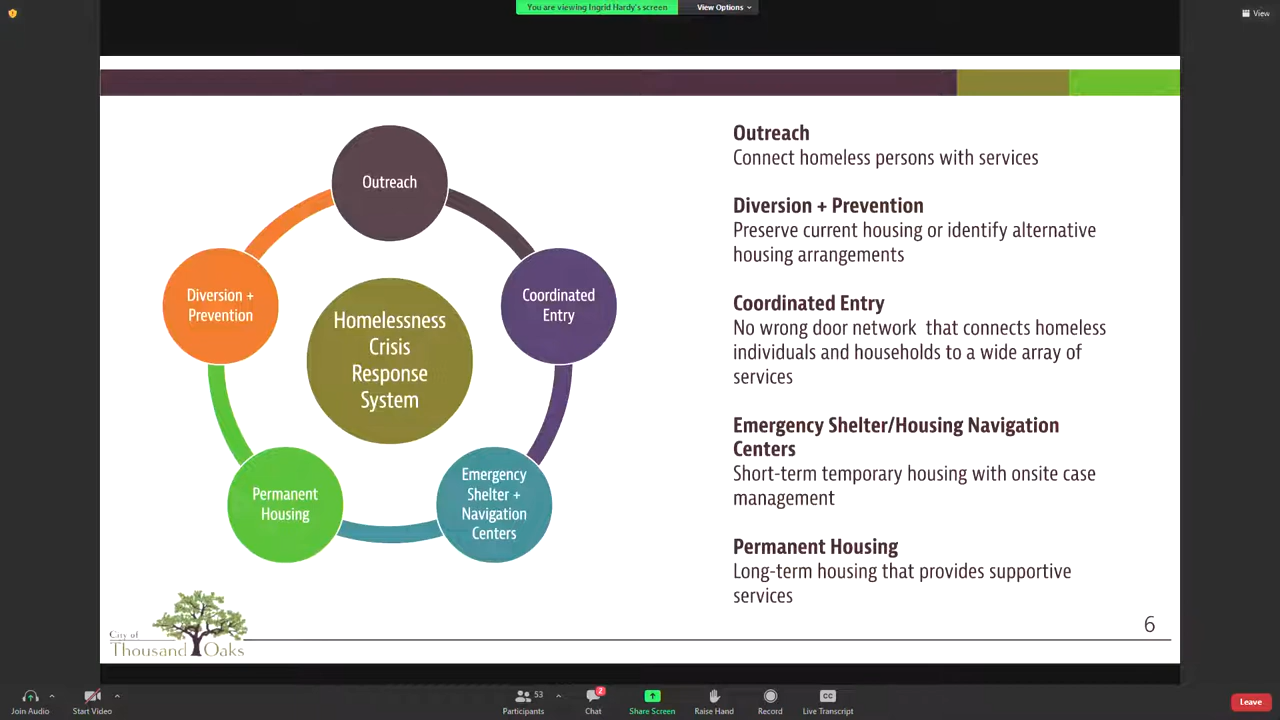 You are viewing Ingrid Hardy's screen
View Options
View
Outreach
Coordinated
Entry
Diversion +
Prevention
Homelessness
Crisis
Response
System
Emergency
Shelter +
Navigation
Centers
Permanent
Housing
Outreach
Connect homeless persons with services
Diversion + Prevention
Preserve current housing or identify alternative
housing arrangements
Coordinated Entry
No wrong door network  that connects homeless
individuals and households to a wide array of
services
Emergency Shelter/Housing Navigation
Centers
Short-term temporary housing with onsite case
management
Permanent Housing
Long-term housing that provides supportive
services
6
City of
Thousand Oaks
Join Audio
Start Video
53
Participants
2
Chat
Share Screen
Raise Hand
Record
CC
Live Transcript
Leave